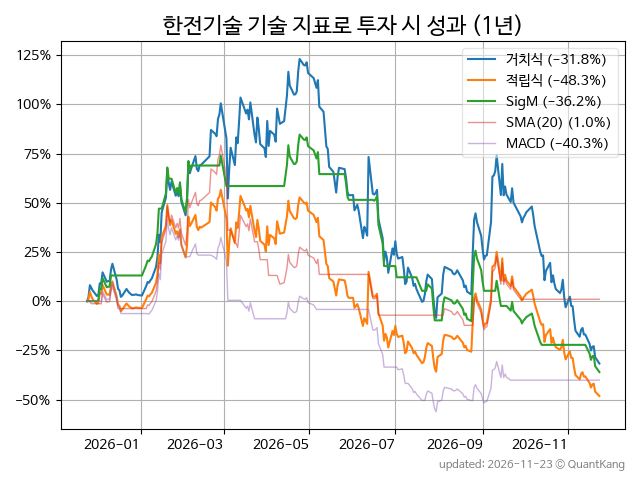 한전기술 기술 지표로 투자 시 성과 (1년)
125%
100%
75%
50%
25%
0%
−25%
−50%
거치식 (−31.8%)
적립식 (−48.3%)
SigM (−36.2%)
SMA(20) (1.0%)
MACD (−40.3%)
2026-01
2026-03
2026-05
2026-07
2026-09
2026-11
updated: 2026-11-23 © QuantKang